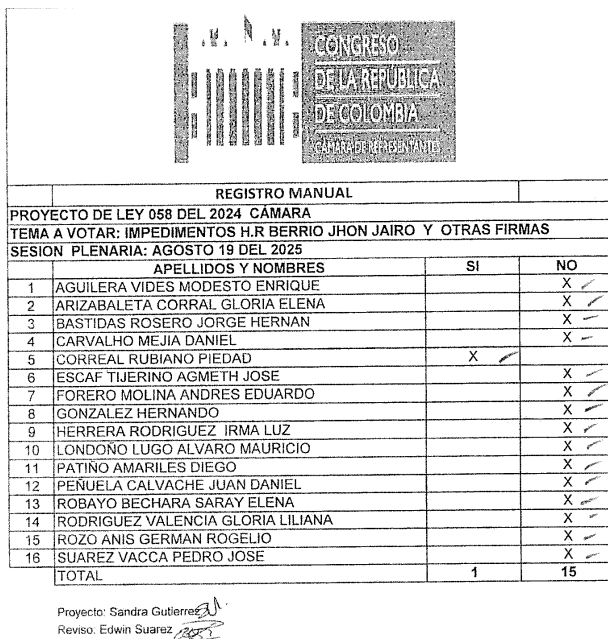 CONGRESO
DE LA REPÚBLICA
DE COLOMBIA
CÁMARA DE REPRESENTANTES
REGISTRO MANUAL
PROYECTO DE LEY 058 DEL 2024 CÁMARA
TEMA A VOTAR: IMPEDIMENTOS H.R BERRIO JHON JAIRO Y OTRAS FIRMAS
SESION PLENARIA: AGOSTO 19 DEL 2025
APELLIDOS Y NOMBRES SI NO
1 AGUILERA VIDES MODESTO ENRIQUE X
2 ARIZABALETA CORRAL GLORIA ELENA X
3 BASTIDAS ROSERO JORGE HERNAN X
4 CARVALHO MEJIA DANIEL X
5 CORREAL RUBIANO PIEDAD X
6 ESCAF TIJERINO AGMETH JOSE X
7 FORERO MOLINA ANDRES EDUARDO X
8 GONZALEZ HERNANDO X
9 HERRERA RODRIGUEZ IRMA LUZ X
10 LONDOÑO LUGO ALVARO MAURICIO X
11 PATIÑO AMARILES DIEGO X
12 PEÑUELA CALVACHE JUAN DANIEL X
13 ROBAYO BECHARA SARAY ELENA X
14 RODRIGUEZ VALENCIA GLORIA LILIANA X
15 ROZO ANIS GERMAN ROGELIO X
16 SUAREZ VACCA PEDRO JOSE X
TOTAL 1 15
Proyecto: Sandra Gutierrez
Reviso: Edwin Suarez